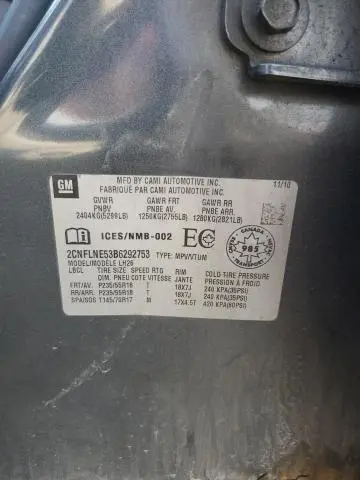 GM
MFD BY CAMI AUTOMOTIVE INC.
FABRIQUÉ PAR CAMI AUTOMOTIVE INC.
11/10
GVWR GAWR FRT GAWR RR
PNBV PNBE AV. PNBE ARR.
2404KG(5299LB) 1250KG(2755LB) 1280KG(2821LB)
ICES/NMB-002 EC
CANADA
985
TRANSPORT
2CNFLNE53B6292753 TYPE: MPV/VTUM
MODEL/MODÈLE LH26
LBCL TIRE SIZE SPEED RTG RIM COLD TIRE PRESSURE
DIM. PNEU COTE VITESSE JANTE PRESSION À FROID
FRT/AV. P235/55R18 T 18X7J 240 KPA(35PSI)
RR/ARR. P235/55R18 T 18X7J 240 KPA(35PSI)
SPA/SOS T145/70R17 M 17X4.5T 420 KPA(60PSI)